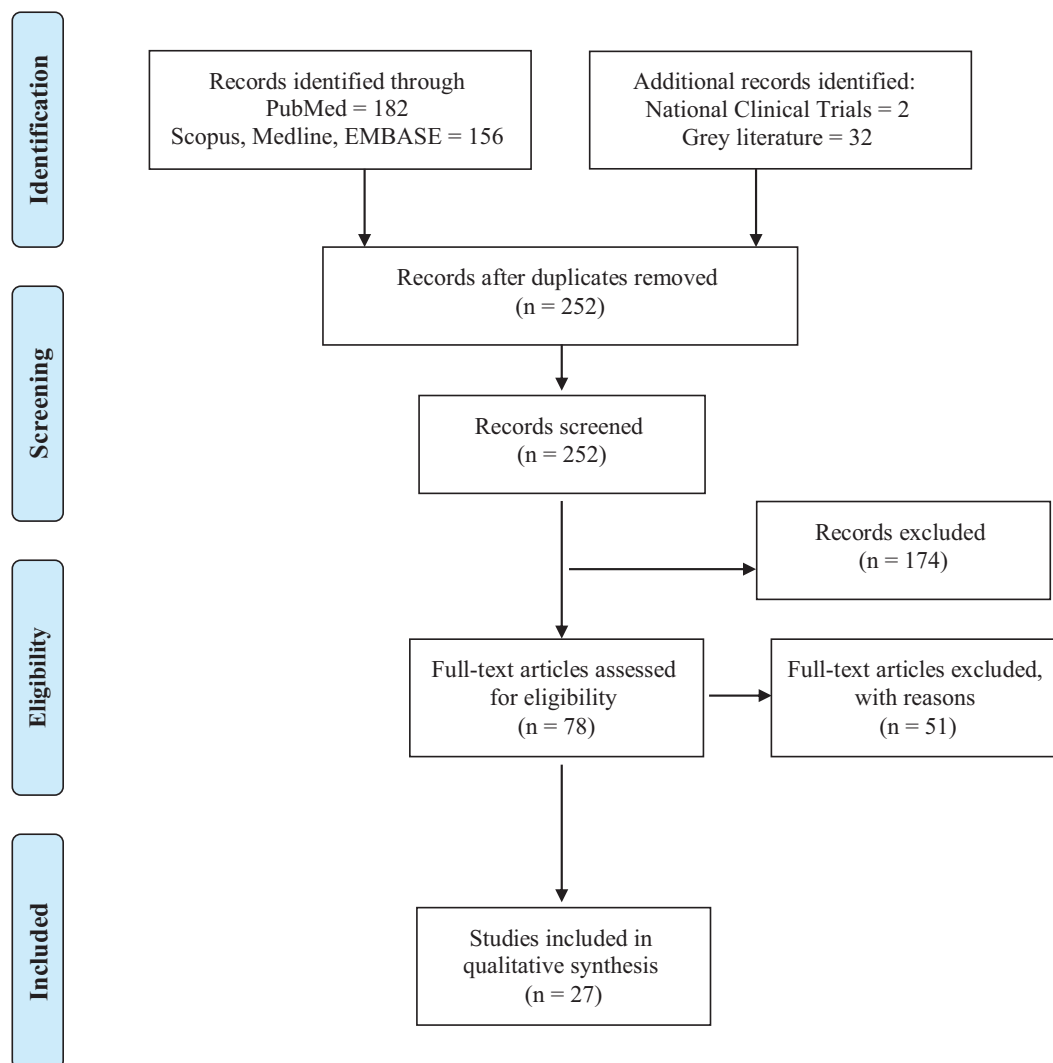 Identification
Records identified through
PubMed = 182
Scopus, Medline, EMBASE = 156
Additional records identified:
National Clinical Trials = 2
Grey literature = 32
Records after duplicates removed
(n = 252)
Screening
Records screened
(n = 252)
Records excluded
(n = 174)
Eligibility
Full-text articles assessed
for eligibility
(n = 78)
Full-text articles excluded,
with reasons
(n = 51)
Included
Studies included in
qualitative synthesis
(n = 27)